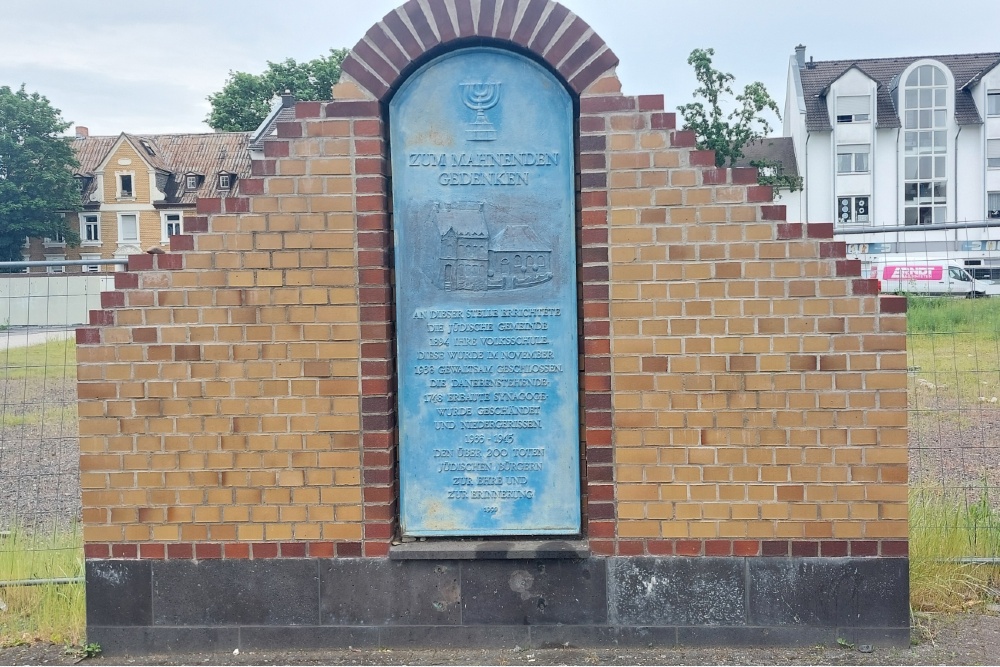 ZUM MAHNENDEN
GEDENKEN
AN DIESER STELLE ERRICHTETE
DIE JÜDISCHE GEMEINDE
1894 IHRE VOLKSSCHULE.
DIESE WURDE IM NOVEMBER
1938 GEWALTSAM GESCHLOSSEN.
DIE DANEBENSTEHENDE
1748 ERBAUTE SYNAGOGE
WURDE GESCHÄNDET
UND NIEDERGERISSEN.
1933 - 1945
DEN ÜBER 200 TOTEN
JÜDISCHEN BÜRGERN
ZUR EHRE UND
ZUR ERINNERUNG
ARNDT